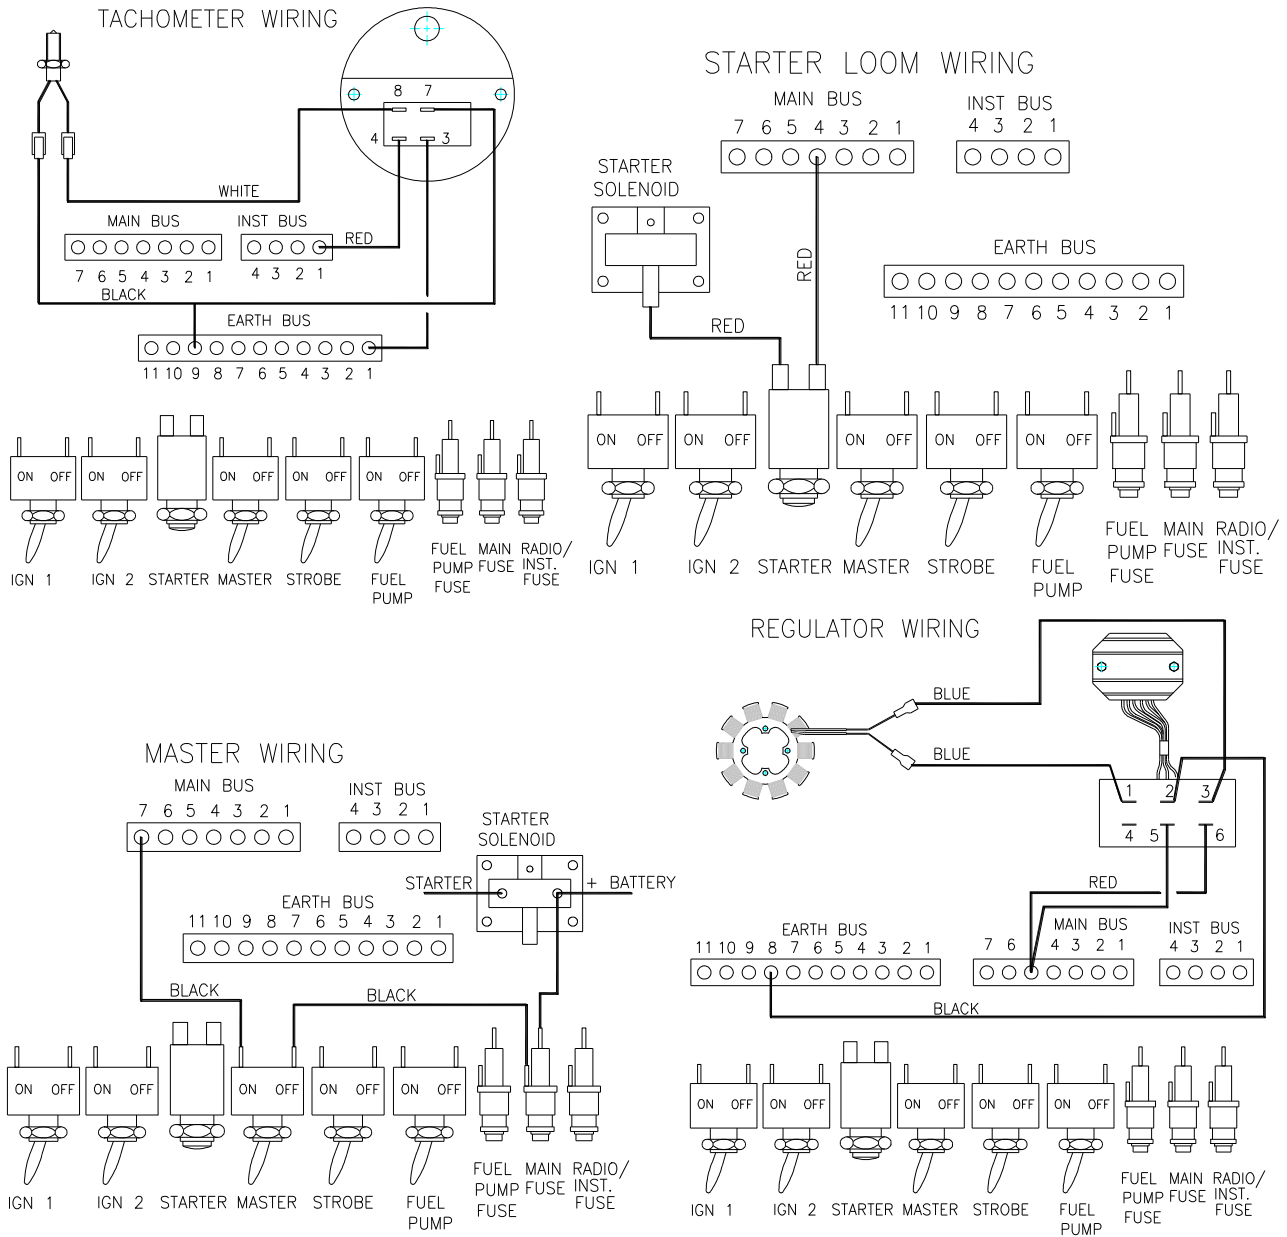 TACHOMETER WIRING
8 7
4 3
WHITE
MAIN BUS
INST BUS
RED
7 6 5 4 3 2 1
4 3 2 1
BLACK
EARTH BUS
11 10 9 8 7 6 5 4 3 2 1
ON OFF
ON OFF
ON OFF
ON OFF
ON OFF
IGN 1
IGN 2
STARTER
MASTER
STROBE
FUEL
PUMP
FUEL
PUMP
FUSE
MAIN
FUSE
RADIO/
INST.
FUSE
STARTER LOOM WIRING
MAIN BUS
7 6 5 4 3 2 1
INST BUS
4 3 2 1
STARTER
SOLENOID
RED
RED
EARTH BUS
11 10 9 8 7 6 5 4 3 2 1
ON OFF
ON OFF
ON OFF
ON OFF
ON OFF
IGN 1
IGN 2
STARTER
MASTER
STROBE
FUEL
PUMP
FUEL
PUMP
FUSE
MAIN
FUSE
RADIO/
INST.
FUSE
MASTER WIRING
MAIN BUS
7 6 5 4 3 2 1
INST BUS
4 3 2 1
STARTER
SOLENOID
STARTER
+ BATTERY
EARTH BUS
11 10 9 8 7 6 5 4 3 2 1
BLACK
BLACK
ON OFF
ON OFF
ON OFF
ON OFF
ON OFF
IGN 1
IGN 2
STARTER
MASTER
STROBE
FUEL
PUMP
FUEL
PUMP
FUSE
MAIN
FUSE
RADIO/
INST.
FUSE
REGULATOR WIRING
BLUE
BLUE
1 2 3
4 5 6
RED
EARTH BUS
11 10 9 8 7 6 5 4 3 2 1
MAIN BUS
7 6 4 3 2 1
INST BUS
4 3 2 1
BLACK
ON OFF
ON OFF
ON OFF
ON OFF
ON OFF
IGN 1
IGN 2
STARTER
MASTER
STROBE
FUEL
PUMP
FUEL
PUMP
FUSE
MAIN
FUSE
RADIO/
INST.
FUSE